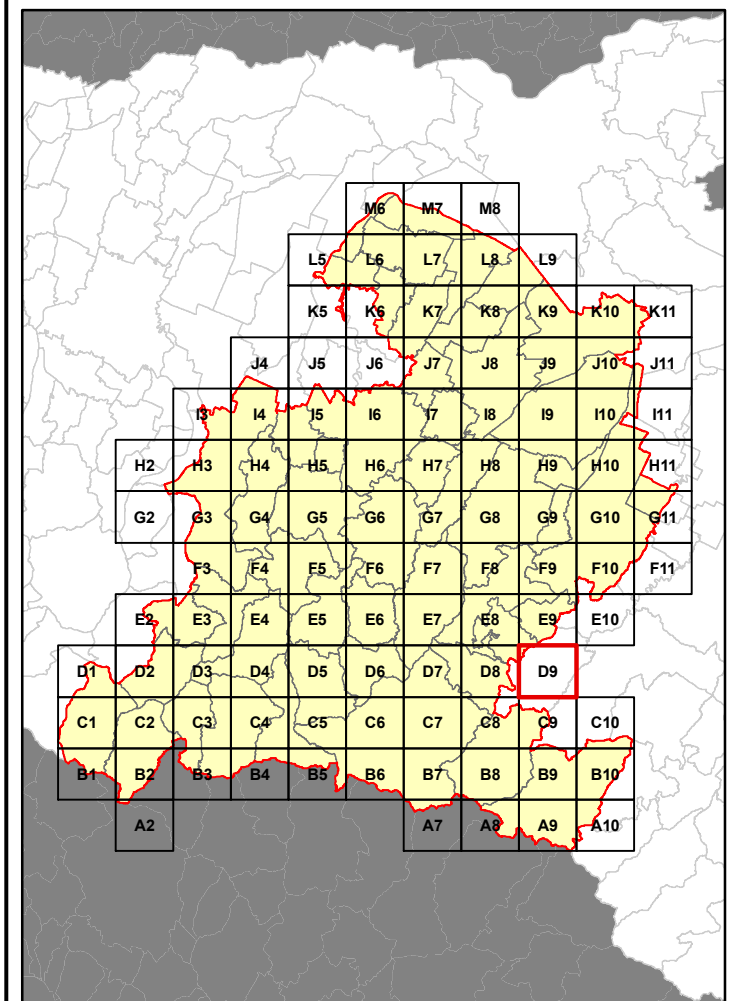 M6 M7 M8
L5 L6 L7 L8 L9
K5 K6 K7 K8 K9 K10 K11
J4 J5 J6 J7 J8 J9 J10 J11
I3 I4 I5 I6 I7 I8 I9 I10 I11
H2 H3 H4 H5 H6 H7 H8 H9 H10 H11
G2 G3 G4 G5 G6 G7 G8 G9 G10 G11
F3 F4 F5 F6 F7 F8 F9 F10 F11
E2 E3 E4 E5 E6 E7 E8 E9 E10
D1 D2 D3 D4 D5 D6 D7 D8 D9
C1 C2 C3 C4 C5 C6 C7 C8 C9 C10
B1 B2 B3 B4 B5 B6 B7 B8 B9 B10
A2 A7 A8 A9 A10